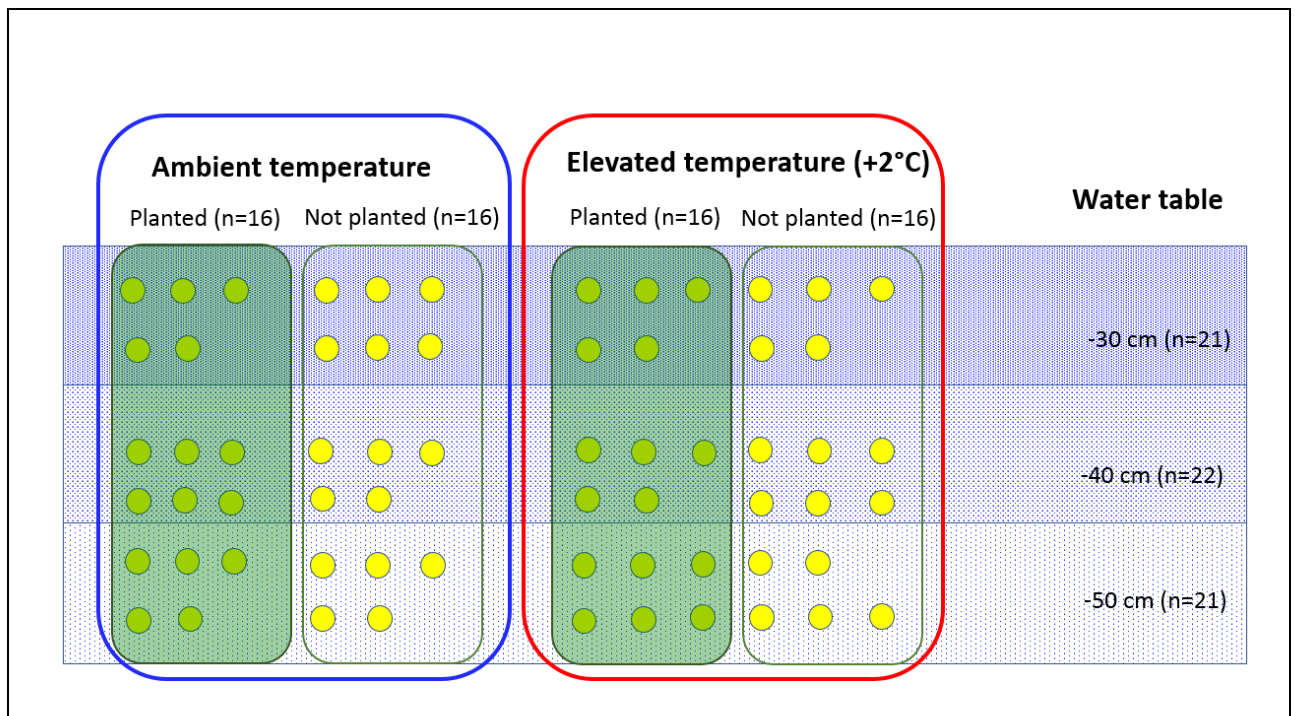 Ambient temperature
Elevated temperature (+2°C)
Water table
Planted (n=16)
Not planted (n=16)
Planted (n=16)
Not planted (n=16)
-30 cm (n=21)
-40 cm (n=22)
-50 cm (n=21)